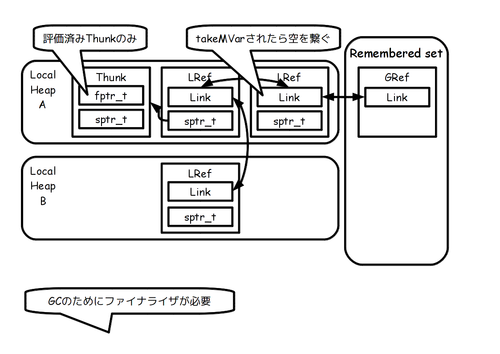 評価済みThunkのみ
takeMVarされたら空を繋ぐ
Remembered set
Local
Heap
A
Thunk
fptr_t
sptr_t
LRef
Link
sptr_t
LRef
Link
sptr_t
GRef
Link
Local
Heap
B
LRef
Link
sptr_t
GCのためにファイナライザが必要